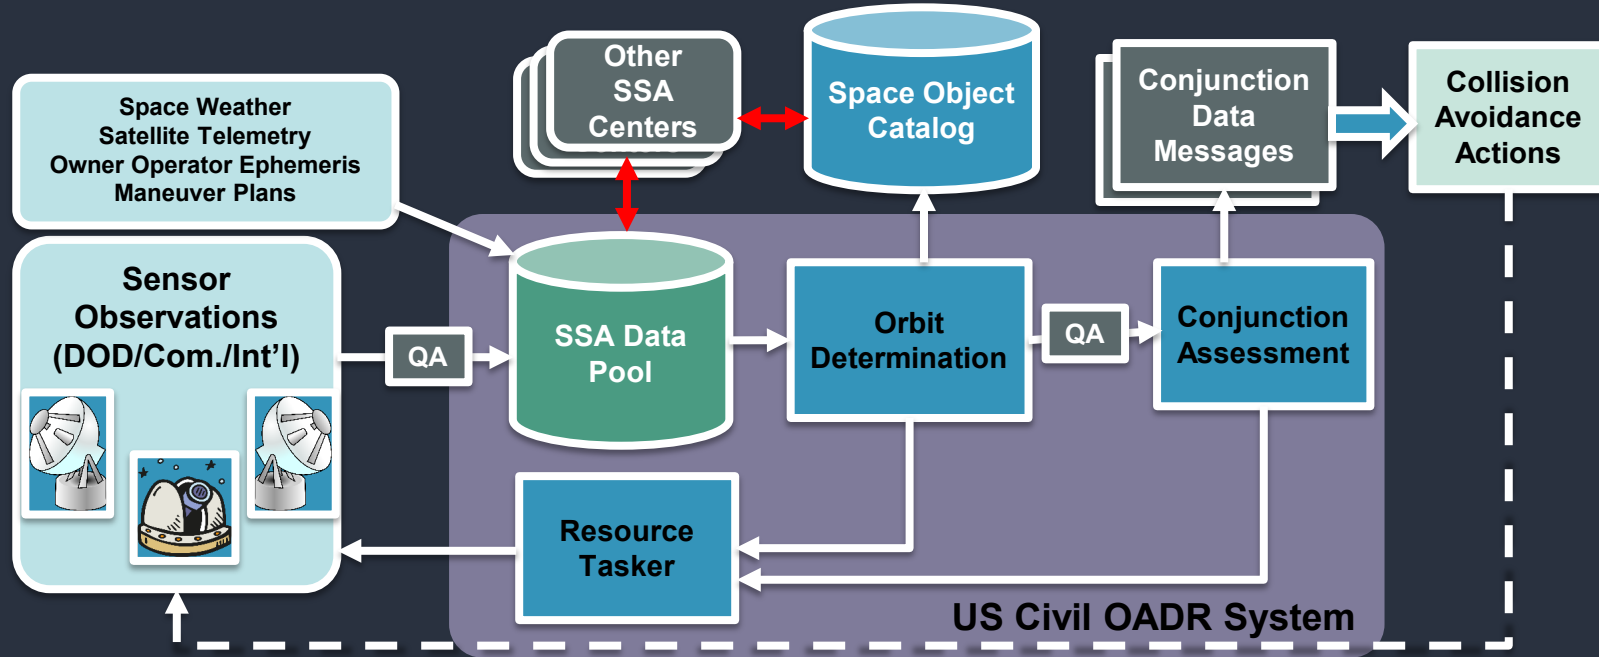 Space Weather
Satellite Telemetry
Owner Operator Ephemeris
Maneuver Plans
Other
SSA
Centers
Space Object
Catalog
Conjunction
Data
Messages
Collision
Avoidance
Actions
Sensor
Observations
(DOD/Com./Int'l)
QA
SSA Data
Pool
Orbit
Determination
QA
Conjunction
Assessment
Resource
Tasker
US Civil OADR System